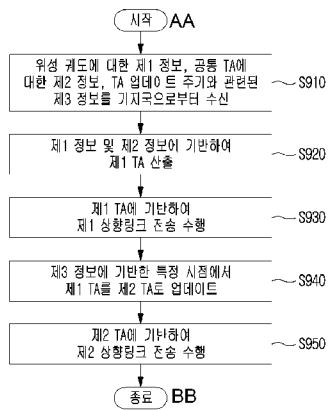 시작 AA
위성 궤도에 대한 제1 정보, 공통 TA에
대한 제2 정보, TA 업데이트 주기와 관련된
제3 정보를 기지국으로부터 수신
S910
제1 정보 및 제2 정보에 기반하여
제1 TA 산출
S920
제1 TA에 기반하여
제1 상향링크 전송 수행
S930
제3 정보에 기반한 특정 시점에서
제1 TA를 제2 TA로 업데이트
S940
제2 TA에 기반하여
제2 상향링크 전송 수행
S950
종료 BB